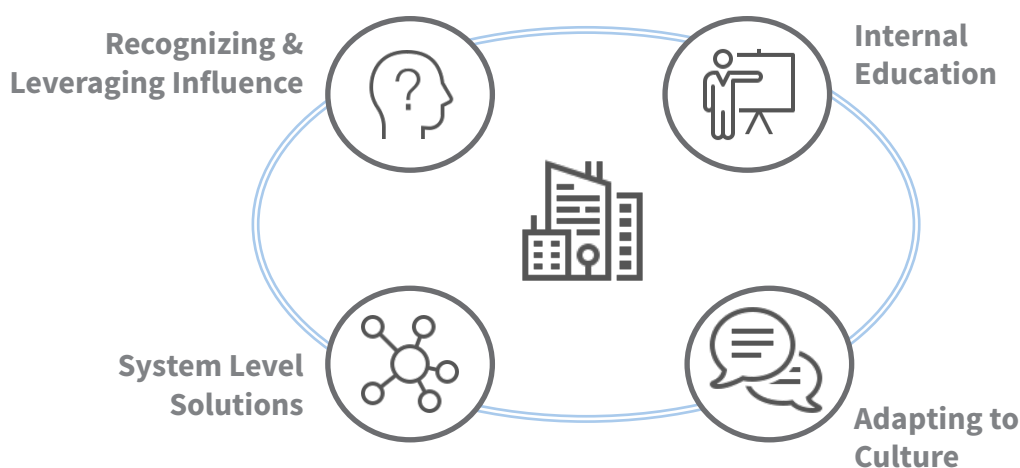 Recognizing &
Leveraging Influence
Internal
Education
?
System Level
Solutions
Adapting to
Culture